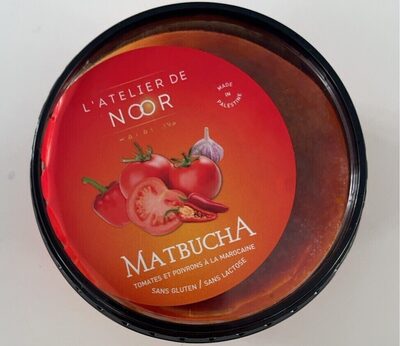 L'ATELIER DE
NOOR
MADE
IN
PALESTINE
MATBUCHA
TOMATES ET POIVRONS À LA MAROCAINE
SANS GLUTEN / SANS LACTOSE